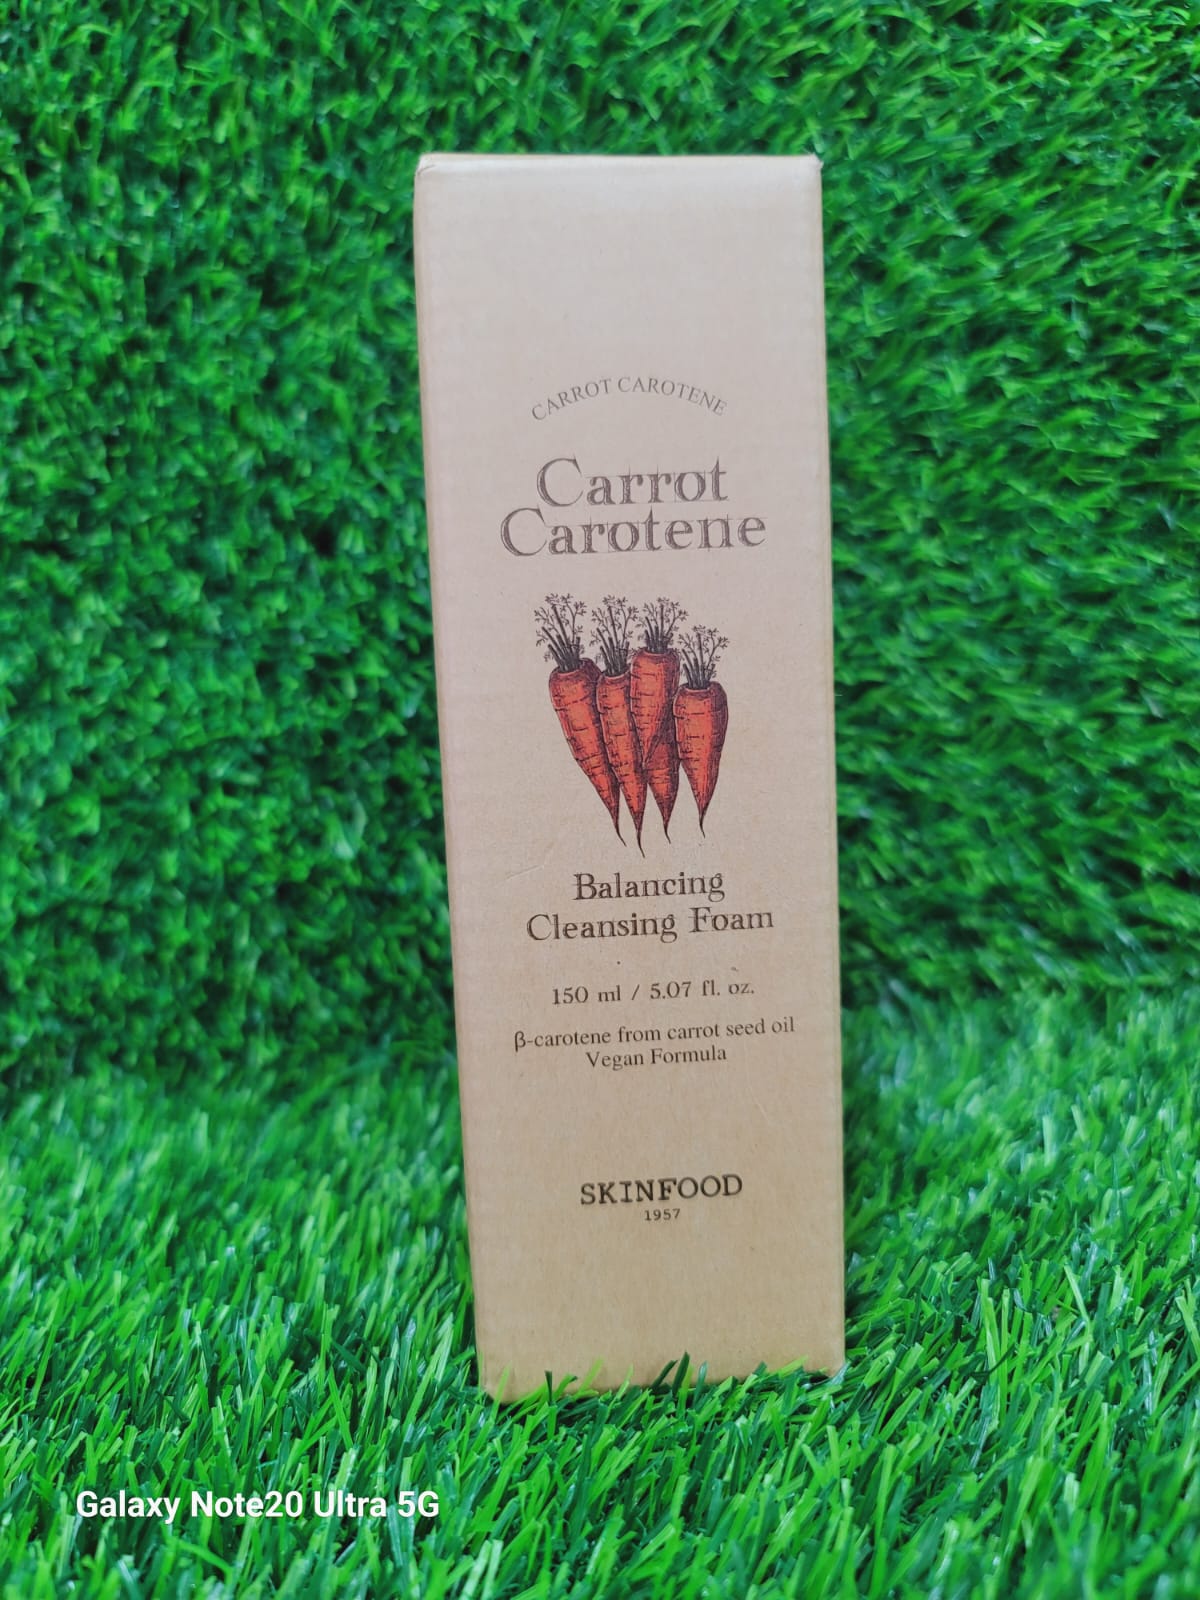 CARROT CAROTENE
Carrot
Carotene
Balancing
Cleansing Foam
150 ml / 5.07 fl. oz.
β-carotene from carrot seed oil
Vegan Formula
SKINFOOD
1957
Galaxy Note20 Ultra 5G